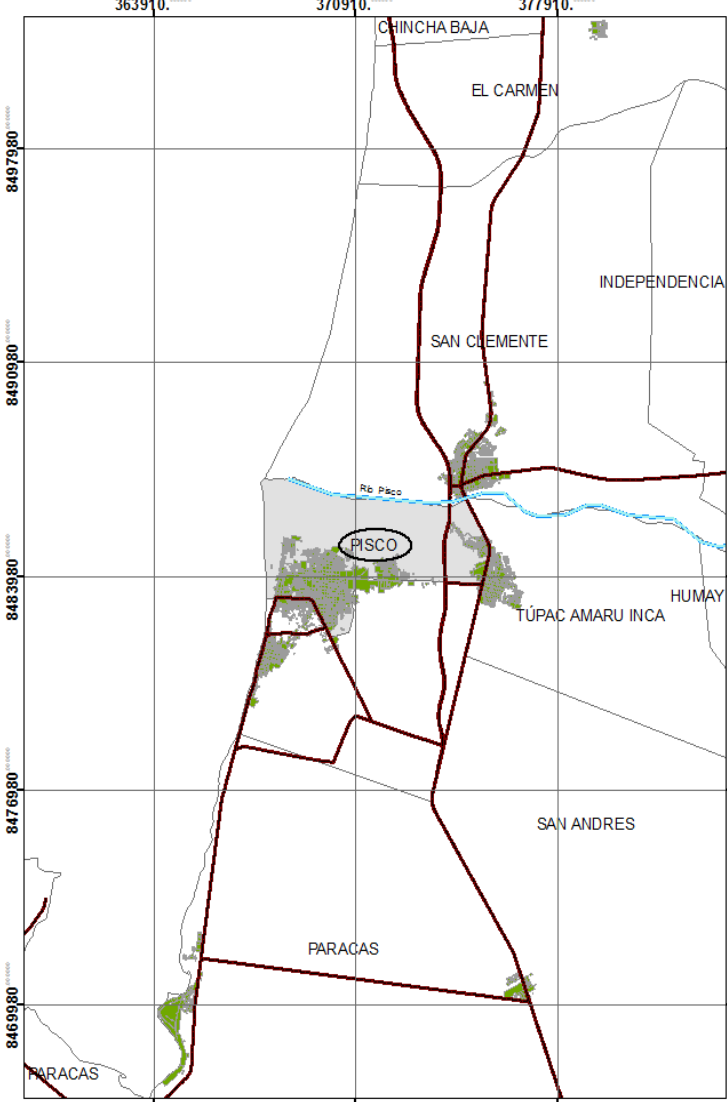 363910. 370910. 377910.
CHINCHA BAJA
EL CARMEN
8497980
INDEPENDENCIA
SAN CLEMENTE
8490980
Río Pisco
PISCO
8483980
HUMAY
TÚPAC AMARU INCA
8476980
SAN ANDRES
PARACAS
8469980
PARACAS